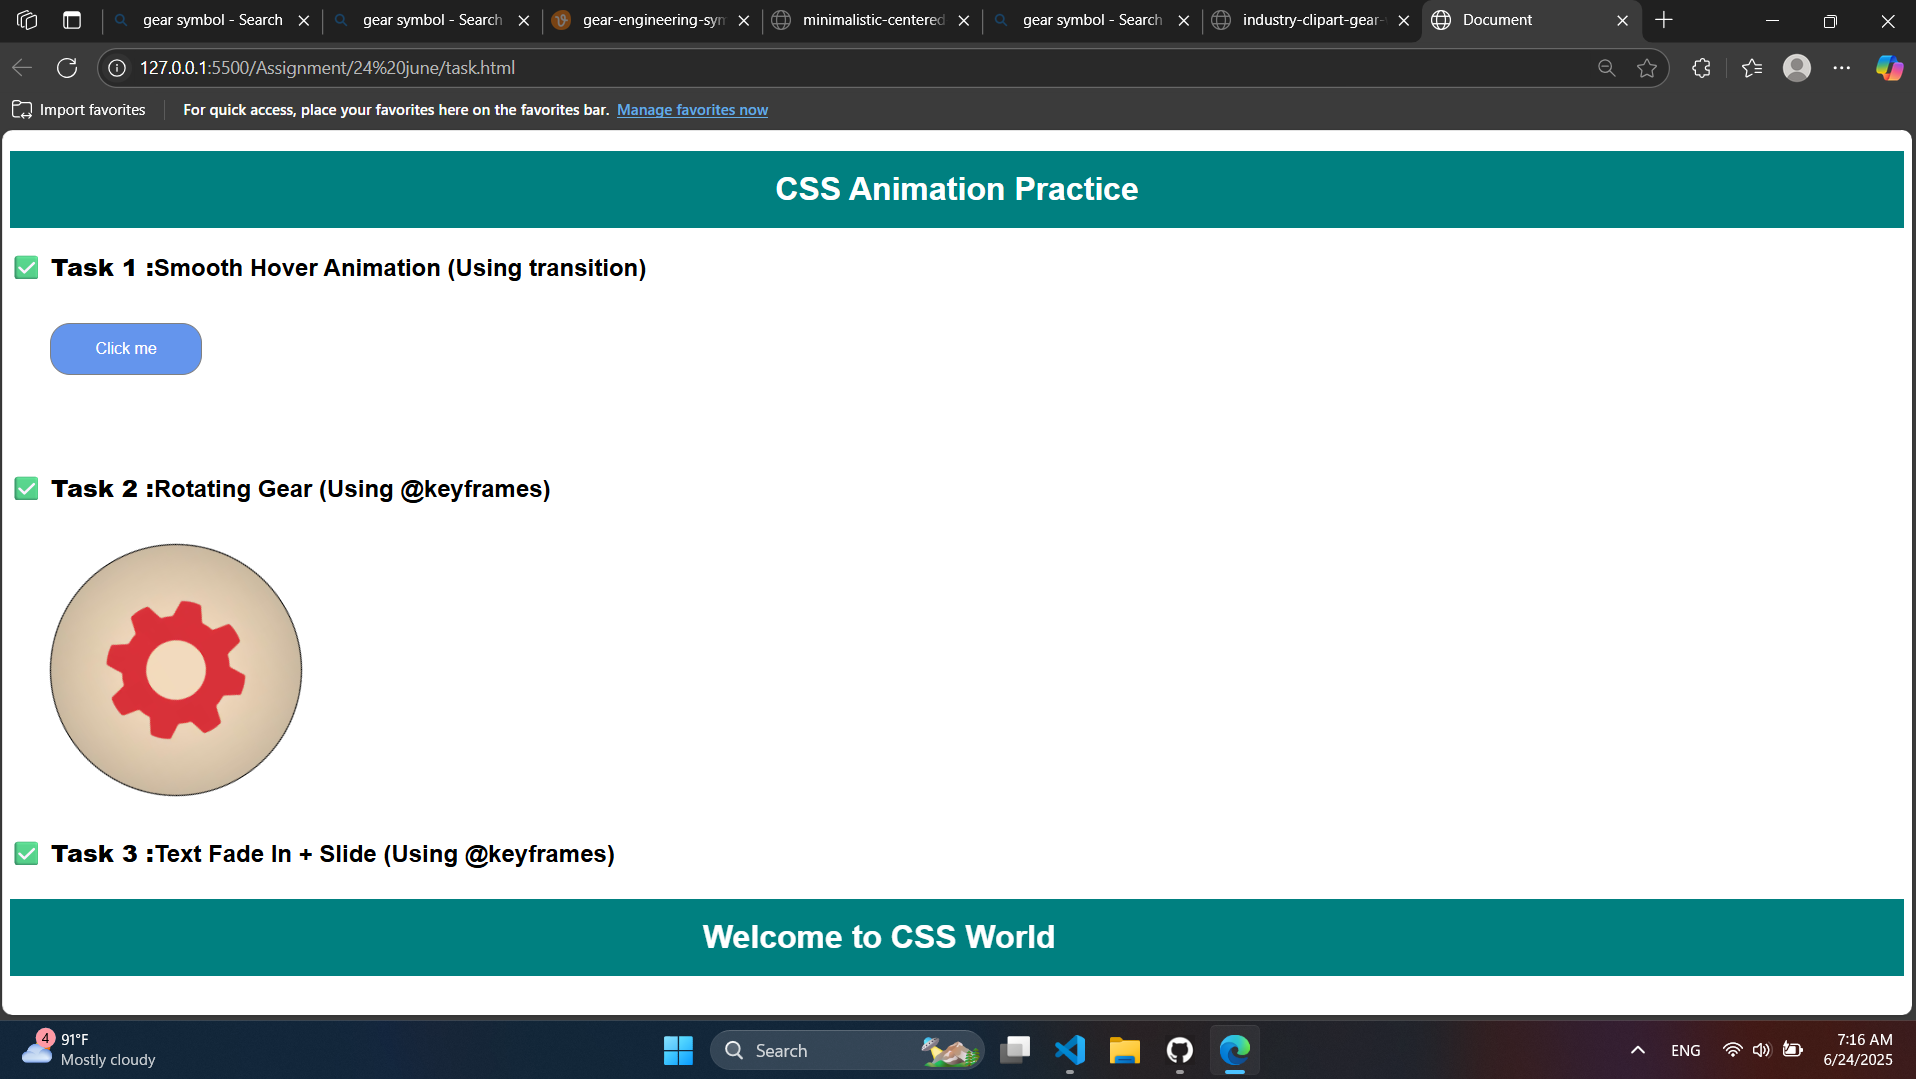 gear symbol - Search
gear symbol - Search
gear-engineering-sym
minimalistic-centered
gear symbol - Search
industry-clipart-gear-
Document
127.0.0.1:5500/Assignment/24%20june/task.html
Import favorites
For quick access, place your favorites here on the favorites bar. Manage favorites now
CSS Animation Practice
✅ Task 1 :Smooth Hover Animation (Using transition)
Click me
✅ Task 2 :Rotating Gear (Using @keyframes)
✅ Task 3 :Text Fade In + Slide (Using @keyframes)
Welcome to CSS World
4
91°F
Mostly cloudy
Search
ENG
7:16 AM
6/24/2025